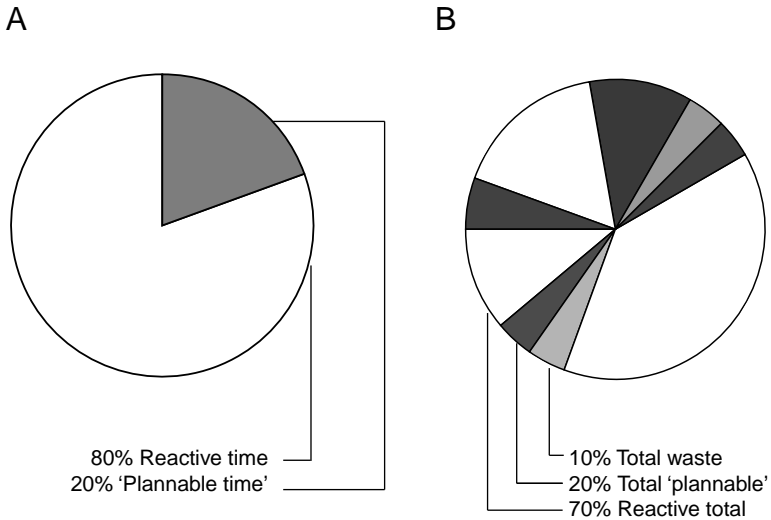 A
B
80% Reactive time
20% ‘Plannable time’
10% Total waste
20% Total ‘plannable’
70% Reactive total